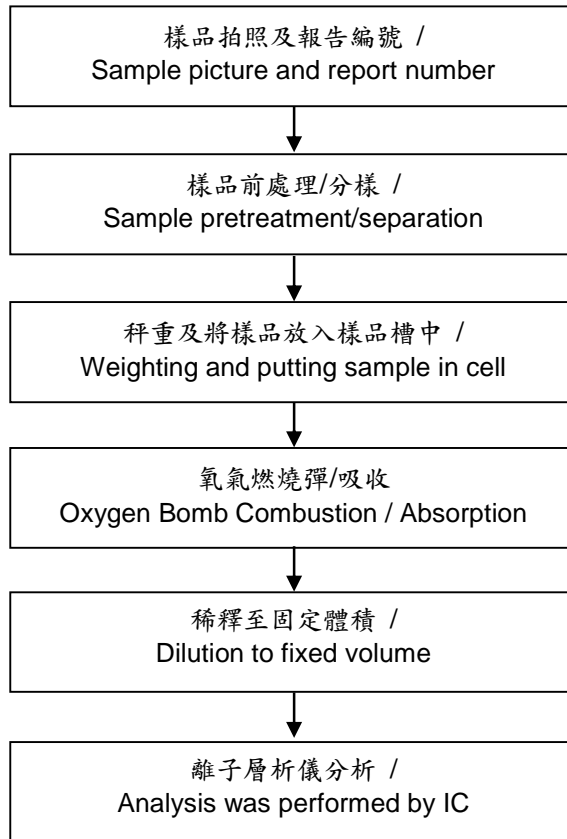 樣品拍照及報告編號 /
Sample picture and report number
樣品前處理/分樣 /
Sample pretreatment/separation
秤重及將樣品放入樣品槽中 /
Weighting and putting sample in cell
氧氣燃燒彈/吸收
Oxygen Bomb Combustion / Absorption
稀釋至固定體積 /
Dilution to fixed volume
離子層析儀分析 /
Analysis was performed by IC